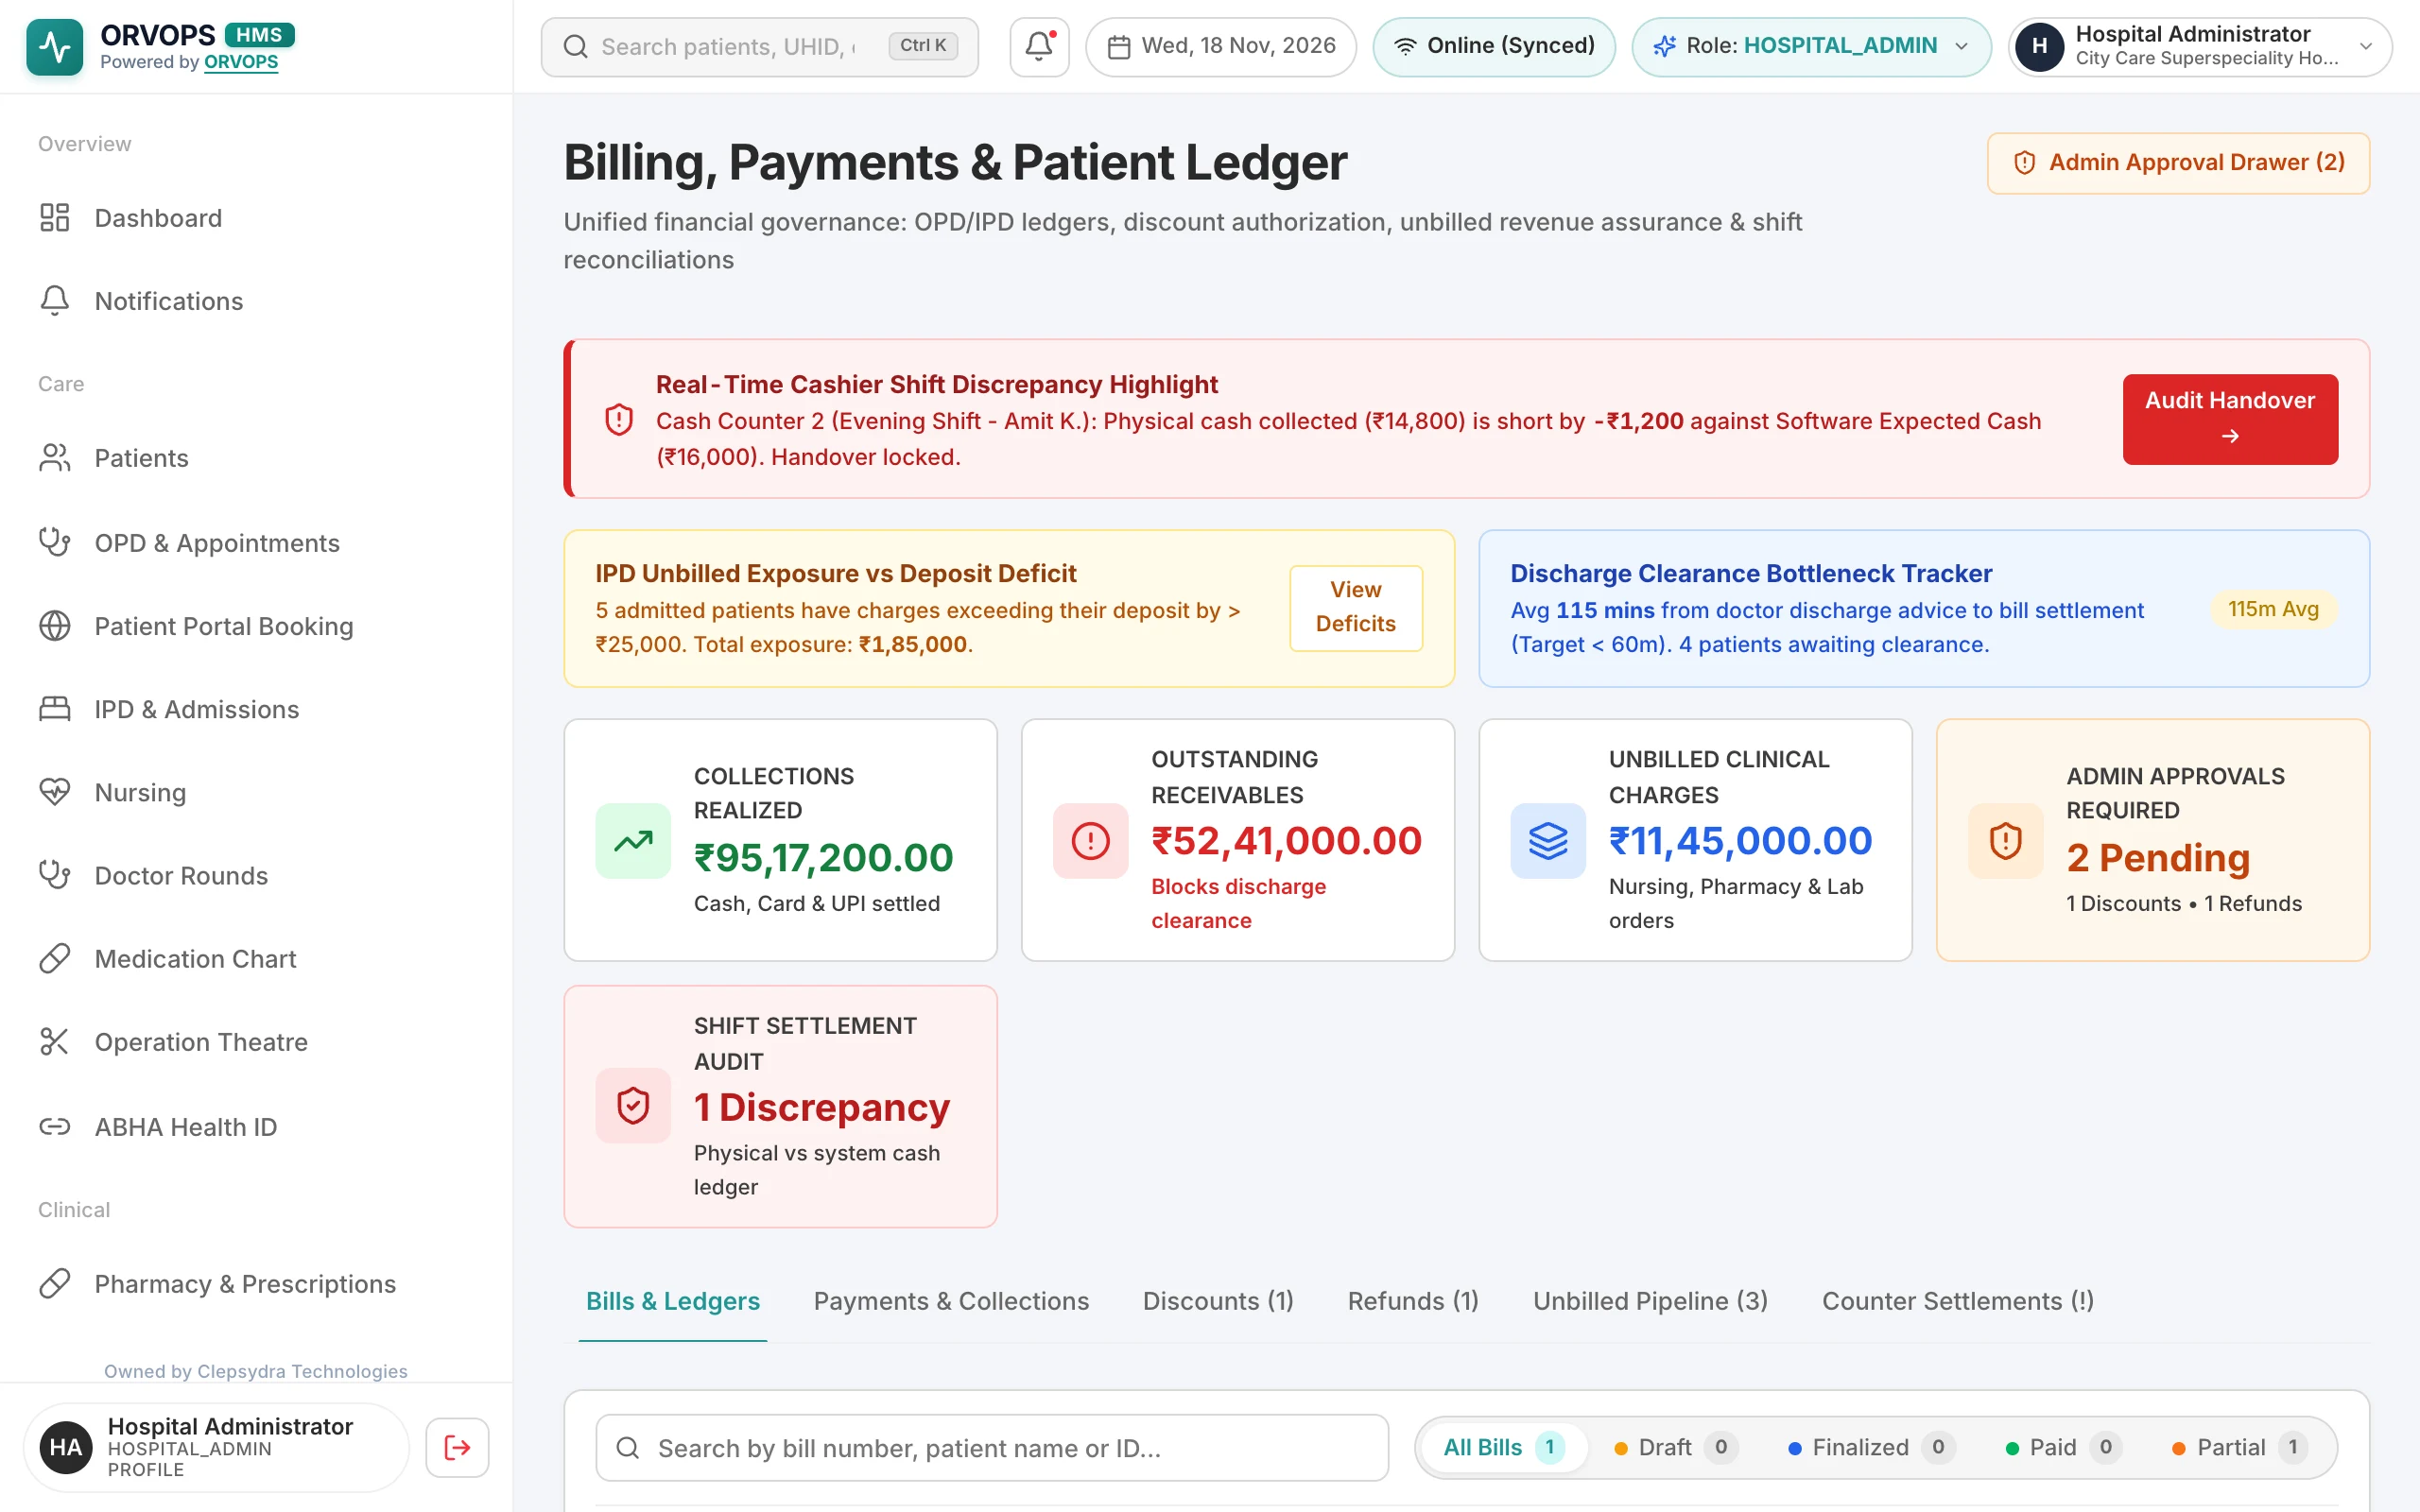 ORVOPS HMS
Powered by ORVOPS
Search patients, UHID,
Ctrl K
Wed, 18 Nov, 2026
Online (Synced)
Role: HOSPITAL_ADMIN
H
Hospital Administrator
City Care Superspeciality Ho...
Overview
Dashboard
Notifications
Care
Patients
OPD & Appointments
Patient Portal Booking
IPD & Admissions
Nursing
Doctor Rounds
Medication Chart
Operation Theatre
ABHA Health ID
Clinical
Pharmacy & Prescriptions
Owned by Clepsydra Technologies
HA
Hospital Administrator
HOSPITAL_ADMIN
PROFILE
Billing, Payments & Patient Ledger
Unified financial governance: OPD/IPD ledgers, discount authorization, unbilled revenue assurance & shift
reconciliations
Admin Approval Drawer (2)
Real-Time Cashier Shift Discrepancy Highlight
Cash Counter 2 (Evening Shift - Amit K.): Physical cash collected (₹14,800) is short by -₹1,200 against Software Expected Cash
(₹16,000). Handover locked.
Audit Handover
→
IPD Unbilled Exposure vs Deposit Deficit
5 admitted patients have charges exceeding their deposit by >
₹25,000. Total exposure: ₹1,85,000.
View
Deficits
Discharge Clearance Bottleneck Tracker
Avg 115 mins from doctor discharge advice to bill settlement
(Target < 60m). 4 patients awaiting clearance.
115m Avg
COLLECTIONS
REALIZED
₹95,17,200.00
Cash, Card & UPI settled
OUTSTANDING
RECEIVABLES
₹52,41,000.00
Blocks discharge
clearance
UNBILLED CLINICAL
CHARGES
₹11,45,000.00
Nursing, Pharmacy & Lab
orders
ADMIN APPROVALS
REQUIRED
2 Pending
1 Discounts • 1 Refunds
SHIFT SETTLEMENT
AUDIT
1 Discrepancy
Physical vs system cash
ledger
Bills & Ledgers
Payments & Collections
Discounts (1)
Refunds (1)
Unbilled Pipeline (3)
Counter Settlements (!)
Search by bill number, patient name or ID...
All Bills 1
Draft 0
Finalized 0
Paid 0
Partial 1